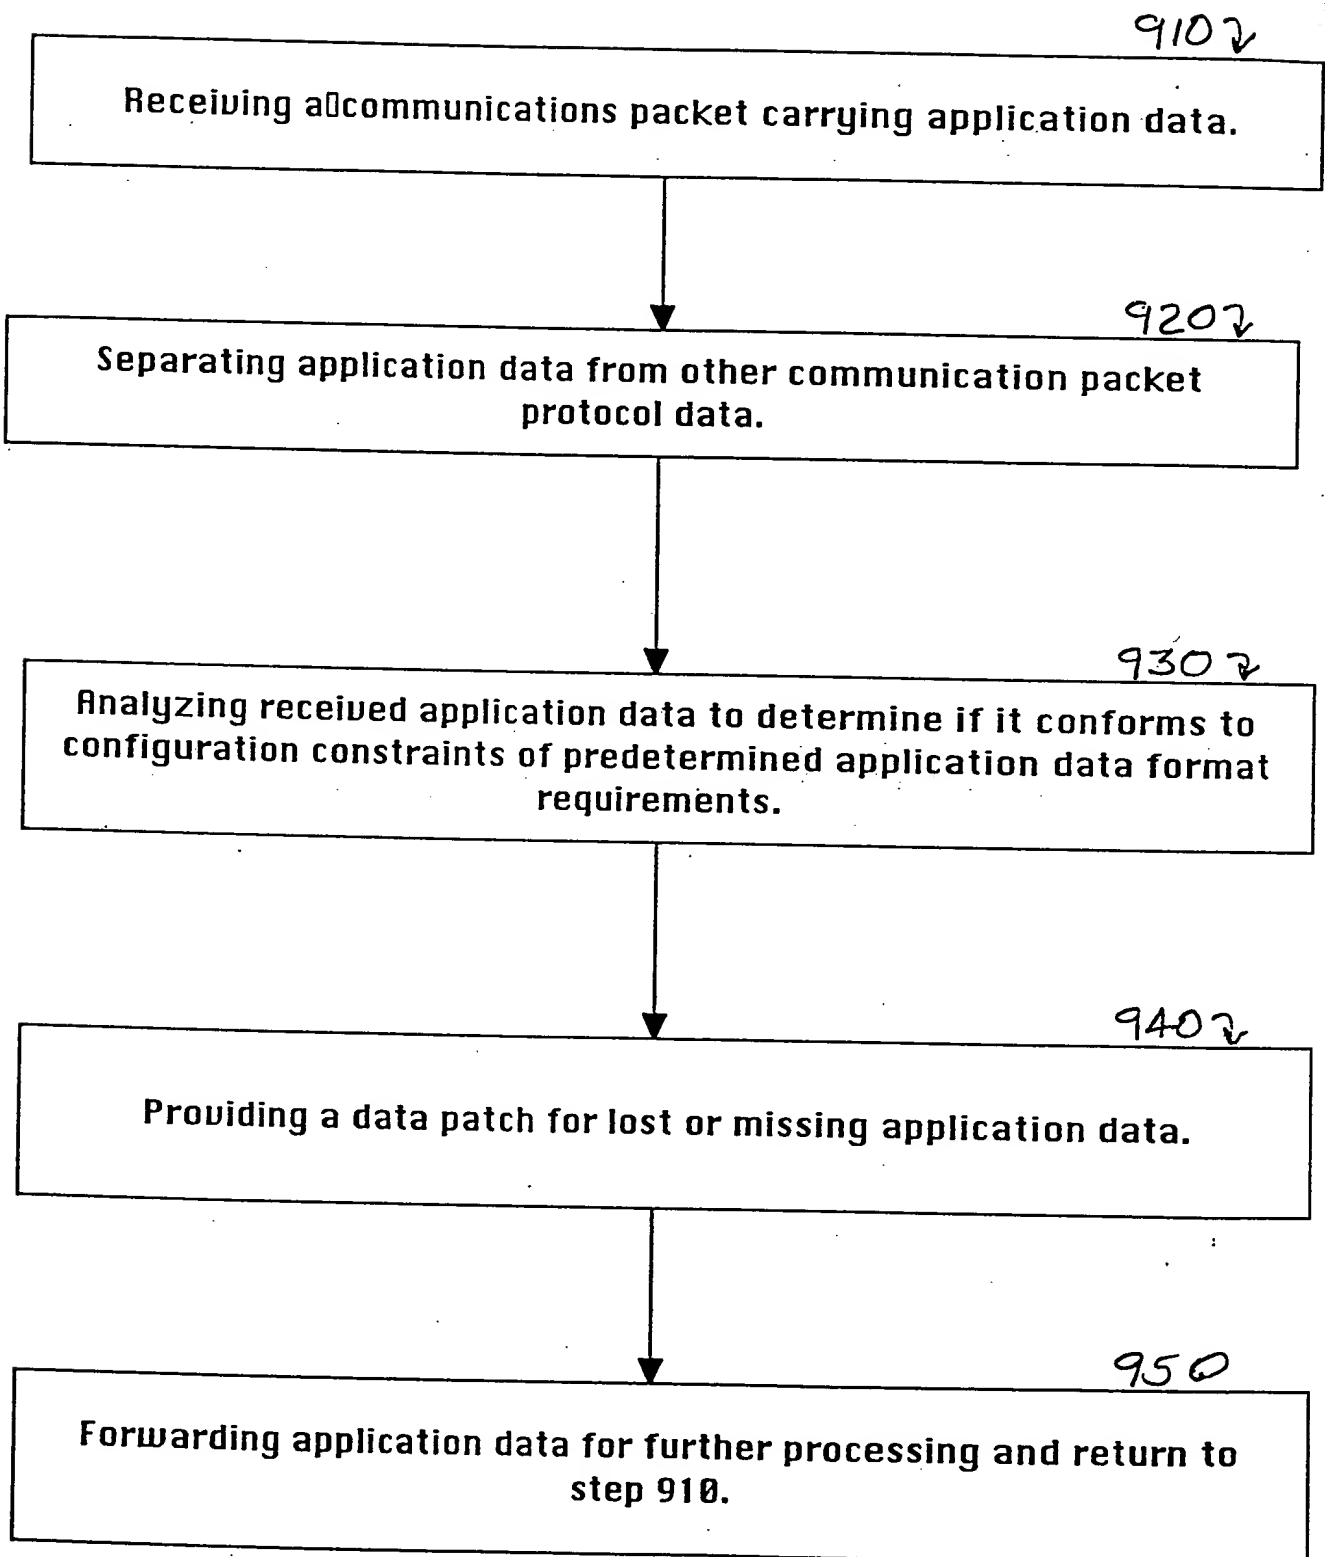 910
Receiving a▯communications packet carrying application data.
920
Separating application data from other communication packet
protocol data.
930
Analyzing received application data to determine if it conforms to
configuration constraints of predetermined application data format
requirements.
940
Providing a data patch for lost or missing application data.
950
Forwarding application data for further processing and return to
step 910.